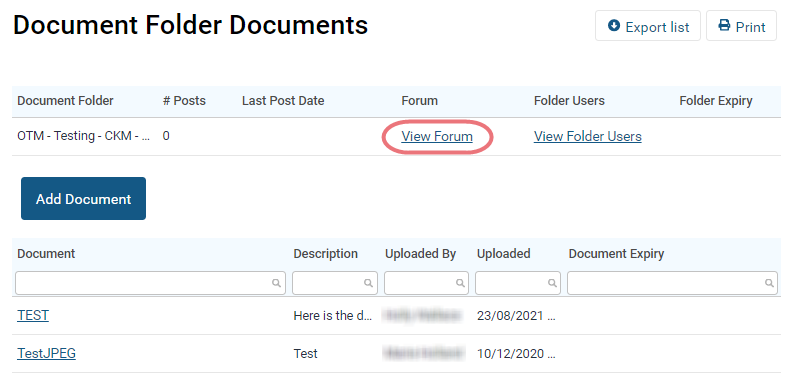 Document Folder Documents
Export list
Print
Document Folder # Posts Last Post Date Forum Folder Users Folder Expiry
OTM - Testing - CKM - ... 0 View Forum View Folder Users
Add Document
Document Description Uploaded By Uploaded Document Expiry
TEST Here is the d... 23/08/2021 ...
TestJPEG Test 10/12/2020 ...